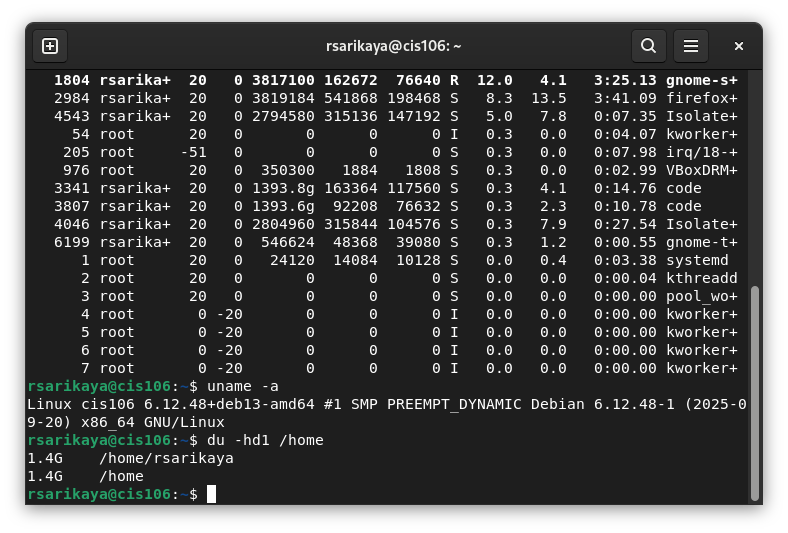 rsarikaya@cis106: ~
1804 rsarika+ 20 0 3817100 162672 76640 R 12.0 4.1 3:25.13 gnome-s+
2984 rsarika+ 20 0 3819184 541868 198468 S 8.3 13.5 3:41.09 firefox+
4543 rsarika+ 20 0 2794580 315136 147192 S 5.0 7.8 0:07.35 Isolate+
54 root 20 0 0 0 0 I 0.3 0.0 0:04.07 kworker+
205 root -51 0 0 0 0 S 0.3 0.0 0:07.98 irq/18-+
976 root 20 0 350300 1884 1808 S 0.3 0.0 0:02.99 VBoxDRM+
3341 rsarika+ 20 0 1393.8g 163364 117560 S 0.3 4.1 0:14.76 code
3807 rsarika+ 20 0 1393.6g 92208 76632 S 0.3 2.3 0:10.78 code
4046 rsarika+ 20 0 2804960 315844 104576 S 0.3 7.9 0:27.54 Isolate+
6199 rsarika+ 20 0 546624 48368 39080 S 0.3 1.2 0:00.55 gnome-t+
1 root 20 0 24120 14084 10128 S 0.0 0.4 0:03.38 systemd
2 root 20 0 0 0 0 S 0.0 0.0 0:00.04 kthreadd
3 root 20 0 0 0 0 S 0.0 0.0 0:00.00 pool_wo+
4 root 0 -20 0 0 0 I 0.0 0.0 0:00.00 kworker+
5 root 0 -20 0 0 0 I 0.0 0.0 0:00.00 kworker+
6 root 0 -20 0 0 0 I 0.0 0.0 0:00.00 kworker+
7 root 0 -20 0 0 0 I 0.0 0.0 0:00.00 kworker+
rsarikaya@cis106:~$ uname -a
Linux cis106 6.12.48+deb13-amd64 #1 SMP PREEMPT_DYNAMIC Debian 6.12.48-1 (2025-0
9-20) x86_64 GNU/Linux
rsarikaya@cis106:~$ du -hd1 /home
1.4G /home/rsarikaya
1.4G /home
rsarikaya@cis106:~$